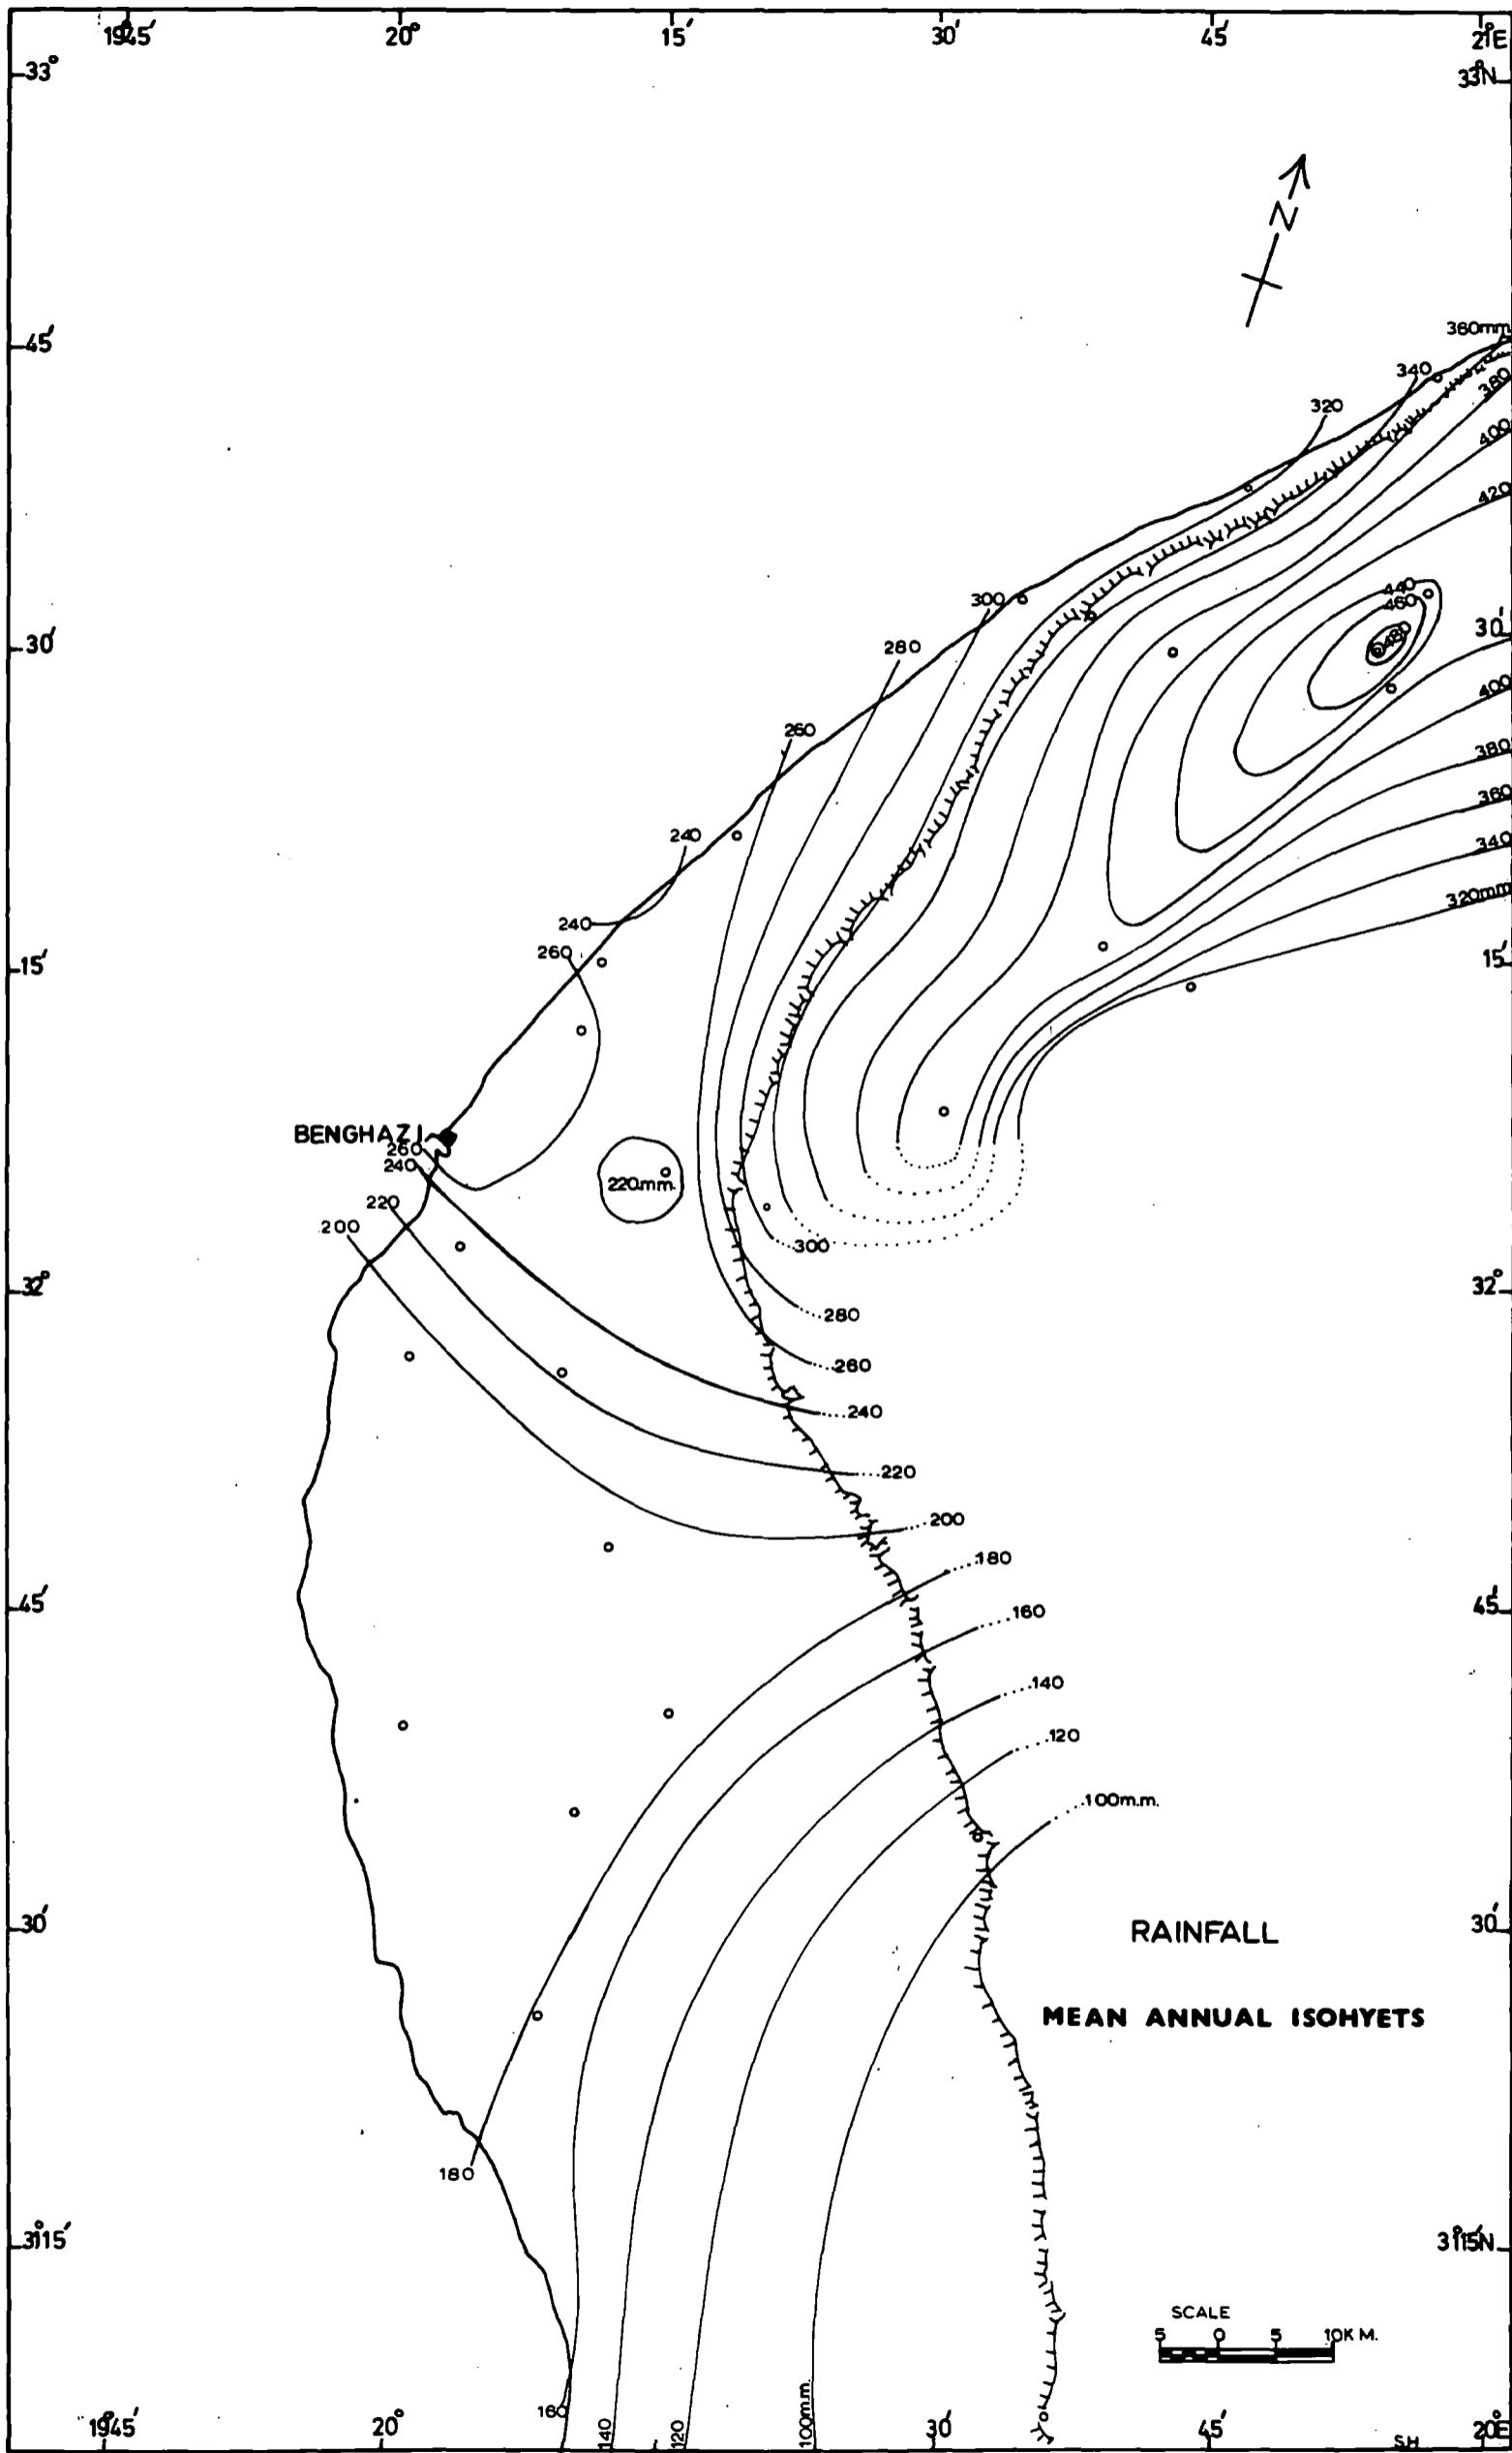 19°45′ 20° 15′ 30′ 45′ 21°E
33° 33°N
N
45′ 360mm
340 380
320 400
420
300 440
460
30′ 480 30′
280 400
260 380
360
240 340
320mm
240
260
15′ 15′
BENGHAZI
260
240 220mm.
220
200 300
32° 32°
280
260
240
220
200
180
45′ 45′
160
140
120
100m.m.
30′ 30′
RAINFALL
MEAN ANNUAL ISOHYETS
180
31°15′ 31°15′N
SCALE
5 0 5 10K M.
160 140 120 100m.m.
19°45′ 20° 30′ 45′ 20°E
S.H